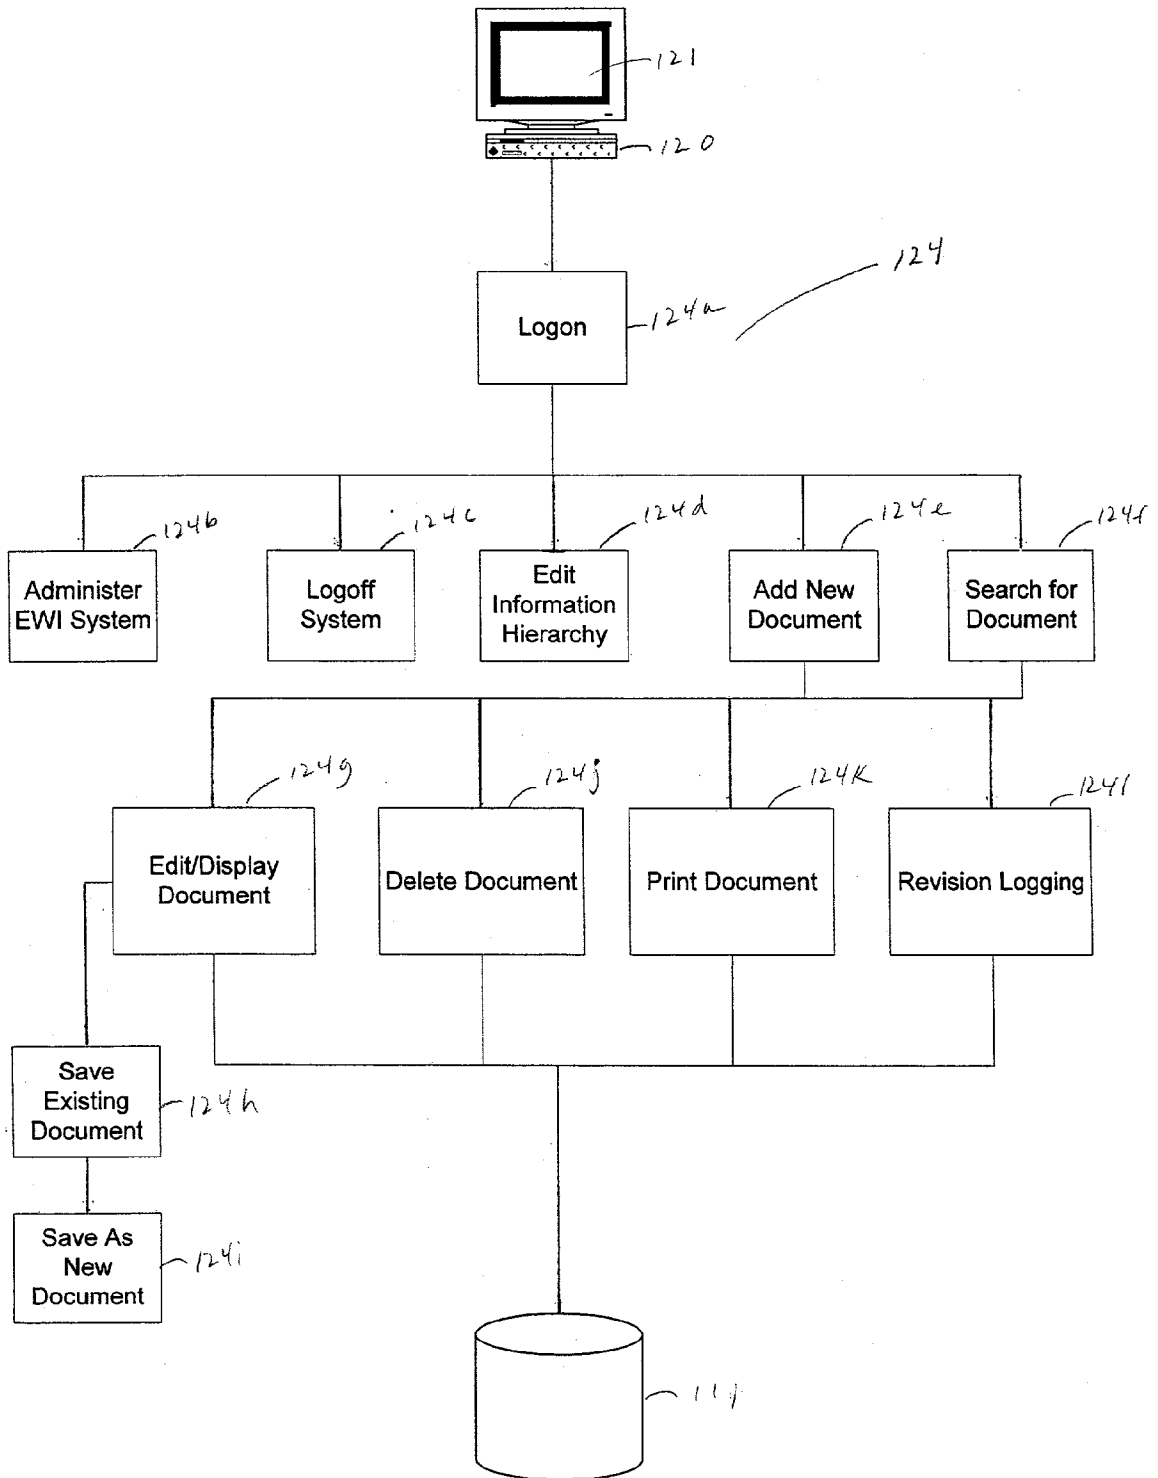 121
120
124
124a
Logon
124b
124c
124d
124e
124f
Administer
EWI System
Logoff
System
Edit
Information
Hierarchy
Add New
Document
Search for
Document
124g
124j
124k
124l
Edit/Display
Document
Delete Document
Print Document
Revision Logging
Save
Existing
Document
124h
Save As
New
Document
124i